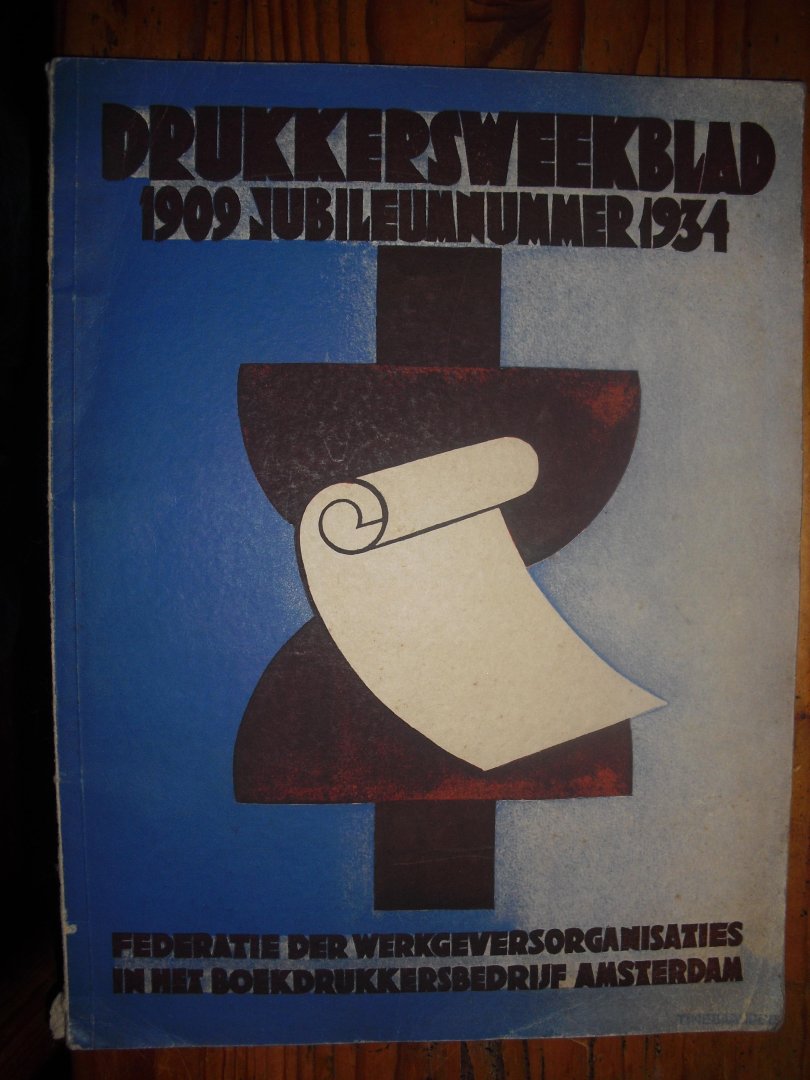 DRUKKERSWEEKBLAD
1909 JUBILEUMNUMMER 1934
FEDERATIE DER WERKGEVERSORGANISATIES
IN HET BOEKDRUKKERSBEDRIJF AMSTERDAM